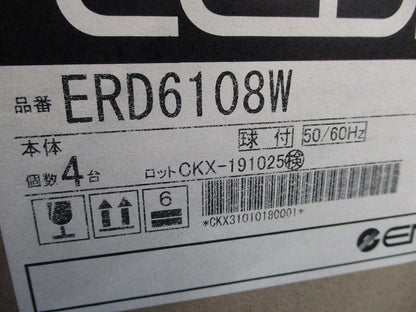 品番 ERD6108W
本体 球付 50/60Hz
個数 4 台 ロット CKX-191025 検
6
*CKX31010180001*